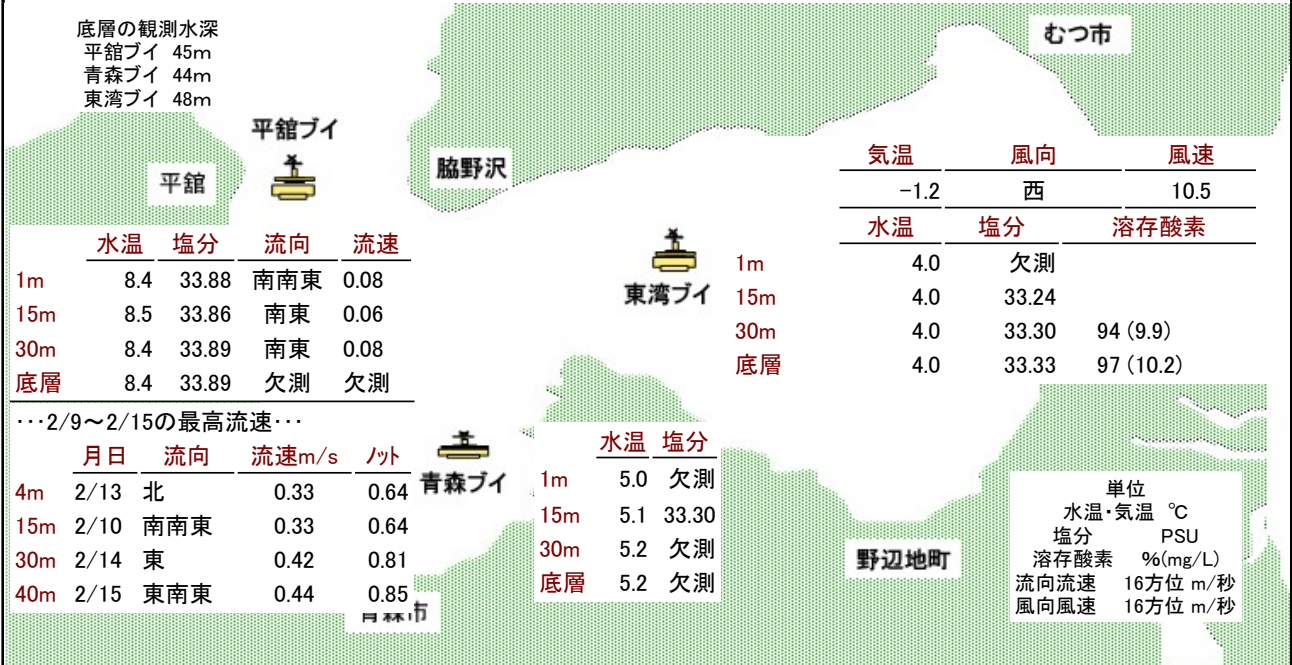 底層の観測水深
平舘ブイ 45m
青森ブイ 44m
東湾ブイ 48m
むつ市
平舘ブイ
平舘
脇野沢
気温 風向 風速
-1.2 西 10.5
水温 塩分 溶存酸素
1m 4.0 欠測
15m 4.0 33.24
30m 4.0 33.30 94 (9.9)
底層 4.0 33.33 97 (10.2)
東湾ブイ
水温 塩分 流向 流速
1m 8.4 33.88 南南東 0.08
15m 8.5 33.86 南東 0.06
30m 8.4 33.89 南東 0.08
底層 8.4 33.89 欠測 欠測
…2/9～2/15の最高流速…
月日 流向 流速m/s ノット
4m 2/13 北 0.33 0.64
15m 2/10 南南東 0.33 0.64
30m 2/14 東 0.42 0.81
40m 2/15 東南東 0.44 0.85
青森ブイ
水温 塩分
1m 5.0 欠測
15m 5.1 33.30
30m 5.2 欠測
底層 5.2 欠測
青森市
野辺地町
単位
水温・気温 ℃
塩分 PSU
溶存酸素 %(mg/L)
流向流速 16方位 m/秒
風向風速 16方位 m/秒